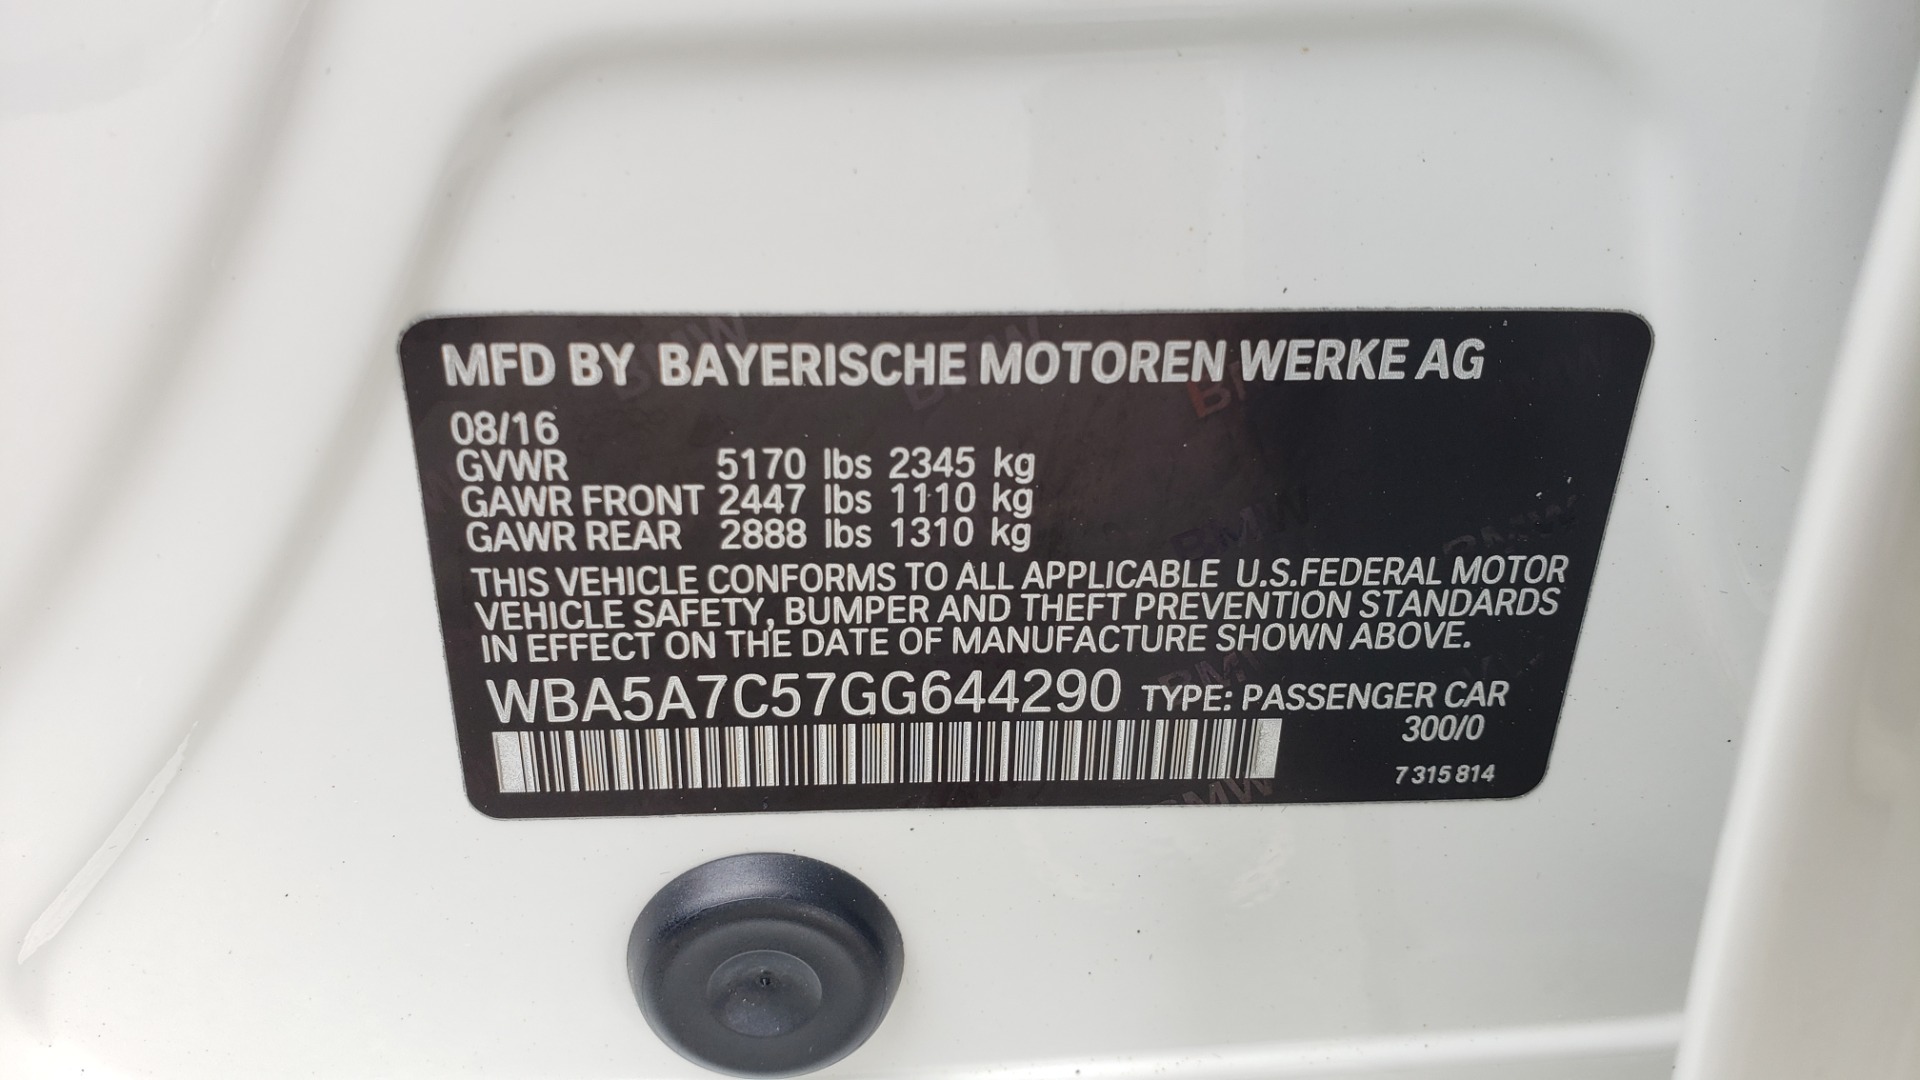 MFD BY BAYERISCHE MOTOREN WERKE AG
08/16
GVWR 5170 lbs 2345 kg
GAWR FRONT 2447 lbs 1110 kg
GAWR REAR 2888 lbs 1310 kg
THIS VEHICLE CONFORMS TO ALL APPLICABLE U.S.FEDERAL MOTOR
VEHICLE SAFETY, BUMPER AND THEFT PREVENTION STANDARDS
IN EFFECT ON THE DATE OF MANUFACTURE SHOWN ABOVE.
WBA5A7C57GG644290 TYPE: PASSENGER CAR
300/0
7 315 814